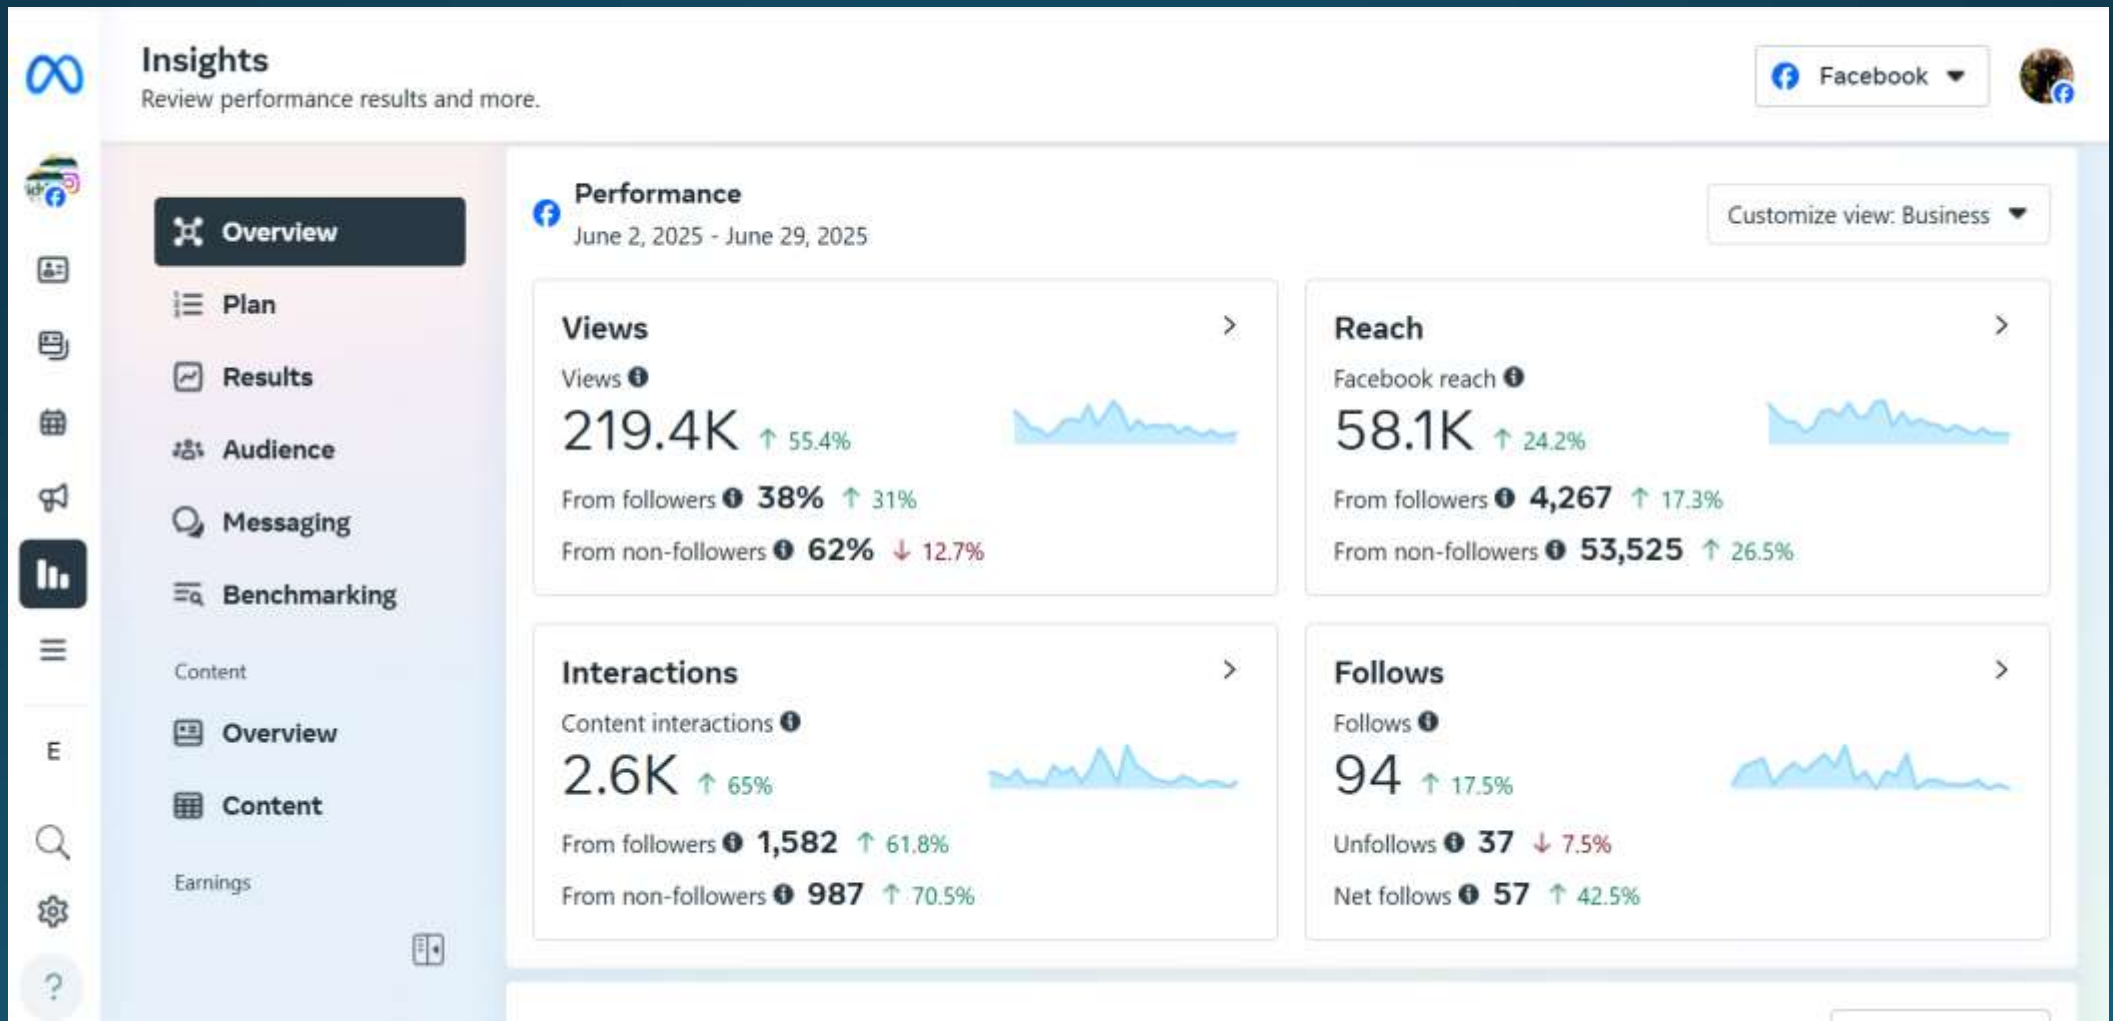 Insights
Review performance results and more.
Facebook
Overview
Plan
Results
Audience
Messaging
Benchmarking
Content
Overview
Content
Earnings
E
?
Performance
June 2, 2025 - June 29, 2025
Customize view: Business
Views
Views
219.4K ↑ 55.4%
From followers 38% ↑ 31%
From non-followers 62% ↓ 12.7%
Reach
Facebook reach
58.1K ↑ 24.2%
From followers 4,267 ↑ 17.3%
From non-followers 53,525 ↑ 26.5%
Interactions
Content interactions
2.6K ↑ 65%
From followers 1,582 ↑ 61.8%
From non-followers 987 ↑ 70.5%
Follows
Follows
94 ↑ 17.5%
Unfollows 37 ↓ 7.5%
Net follows 57 ↑ 42.5%